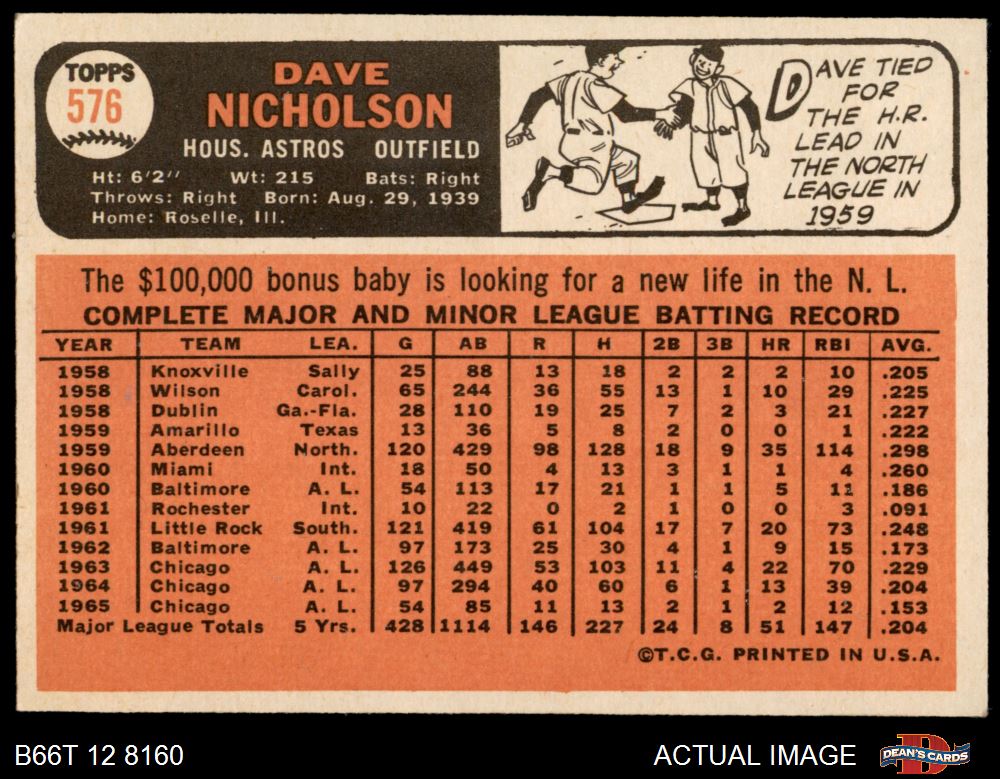 TOPPS
576
DAVE
NICHOLSON
HOUS. ASTROS OUTFIELD
Ht: 6'2" Wt: 215 Bats: Right
Throws: Right Born: Aug. 29, 1939
Home: Roselle, Ill.
DAVE TIED
FOR
THE H.R.
LEAD IN
THE NORTH
LEAGUE IN
1959
The $100,000 bonus baby is looking for a new life in the N. L.
COMPLETE MAJOR AND MINOR LEAGUE BATTING RECORD
YEAR TEAM LEA. G AB R H 2B 3B HR RBI AVG.
1958 Knoxville Sally 25 88 13 18 2 2 2 10 .205
1958 Wilson Carol. 65 244 36 55 13 1 10 29 .225
1958 Dublin Ga.-Fla. 28 110 19 25 7 2 3 21 .227
1959 Amarillo Texas 13 36 5 8 2 0 0 1 .222
1959 Aberdeen North. 120 429 98 128 18 9 35 114 .298
1960 Miami Int. 18 50 4 13 3 1 1 4 .260
1960 Baltimore A. L. 54 113 17 21 1 1 5 11 .186
1961 Rochester Int. 10 22 0 2 1 0 0 3 .091
1961 Little Rock South. 121 419 61 104 17 7 20 73 .248
1962 Baltimore A. L. 97 173 25 30 4 1 9 15 .173
1963 Chicago A. L. 126 449 53 103 11 4 22 70 .229
1964 Chicago A. L. 97 294 40 60 6 1 13 39 .204
1965 Chicago A. L. 54 85 11 13 2 1 2 12 .153
Major League Totals 5 Yrs. 428 1114 146 227 24 8 51 147 .204
©T.C.G. PRINTED IN U.S.A.
B66T 12 8160 ACTUAL IMAGE DEAN'S CARDS